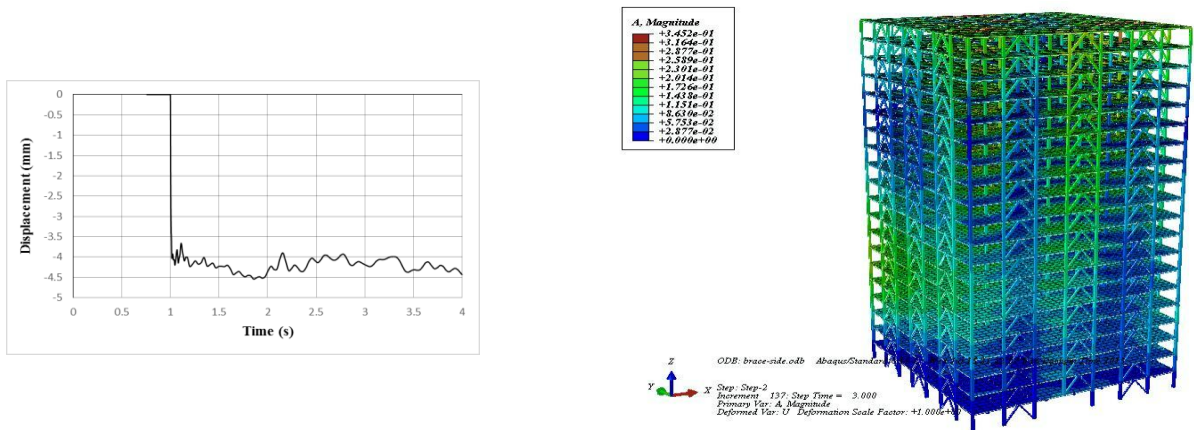 0
-0.5
-1
-1.5
-2
-2.5
-3
-3.5
-4
-4.5
-5
Displacement (mm)
0 0.5 1 1.5 2 2.5 3 3.5 4
Time (s)
A, Magnitude
+3.452e-01
+3.164e-01
+2.877e-01
+2.589e-01
+2.301e-01
+2.014e-01
+1.726e-01
+1.438e-01
+1.151e-01
+8.630e-02
+5.753e-02
+2.877e-02
+0.000e+00
Z
Y
X
ODB: brace-side.odb Abaqus/Standard
Step: Step-2
Increment 137: Step Time = 3.000
Primary Var: A, Magnitude
Deformed Var: U Deformation Scale Factor: +1.000e+00